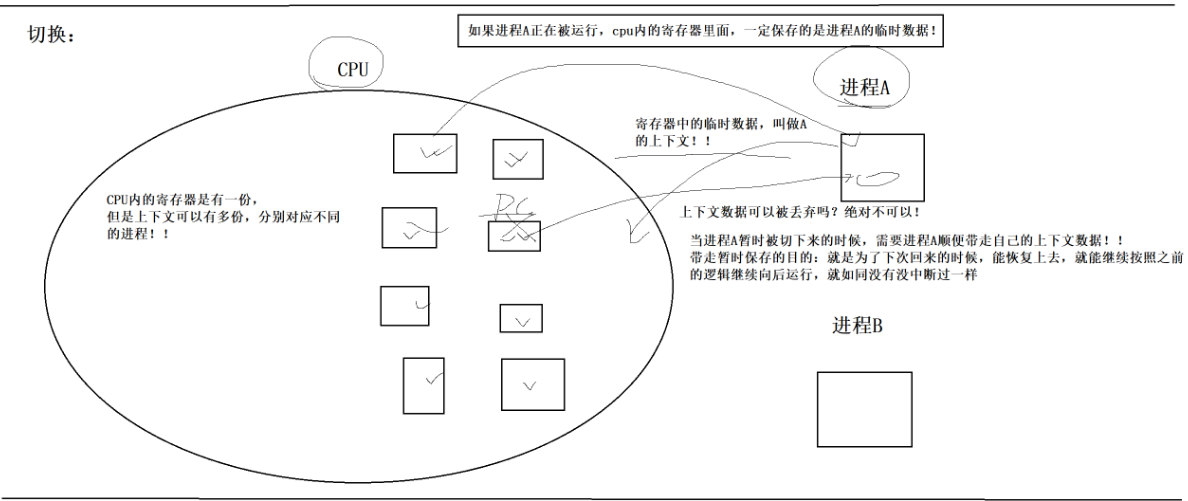 切换：
如果进程A正在被运行，cpu内的寄存器里面，一定保存的是进程A的临时数据！
CPU
进程A
寄存器中的临时数据，叫做A
的上下文！！
CPU内的寄存器是有一份，
但是上下文可以有多份，分别对应不同
的进程！！
PC
上下文数据可以被丢弃吗？绝对不可以！
当进程A暂时被切下来的时候，需要进程A顺便带走自己的上下文数据！！
带走暂时保存的目的：就是为了下次回来的时候，能恢复上去，就能继续按照之前
的逻辑继续向后运行，就如同没有没中断过一样
进程B